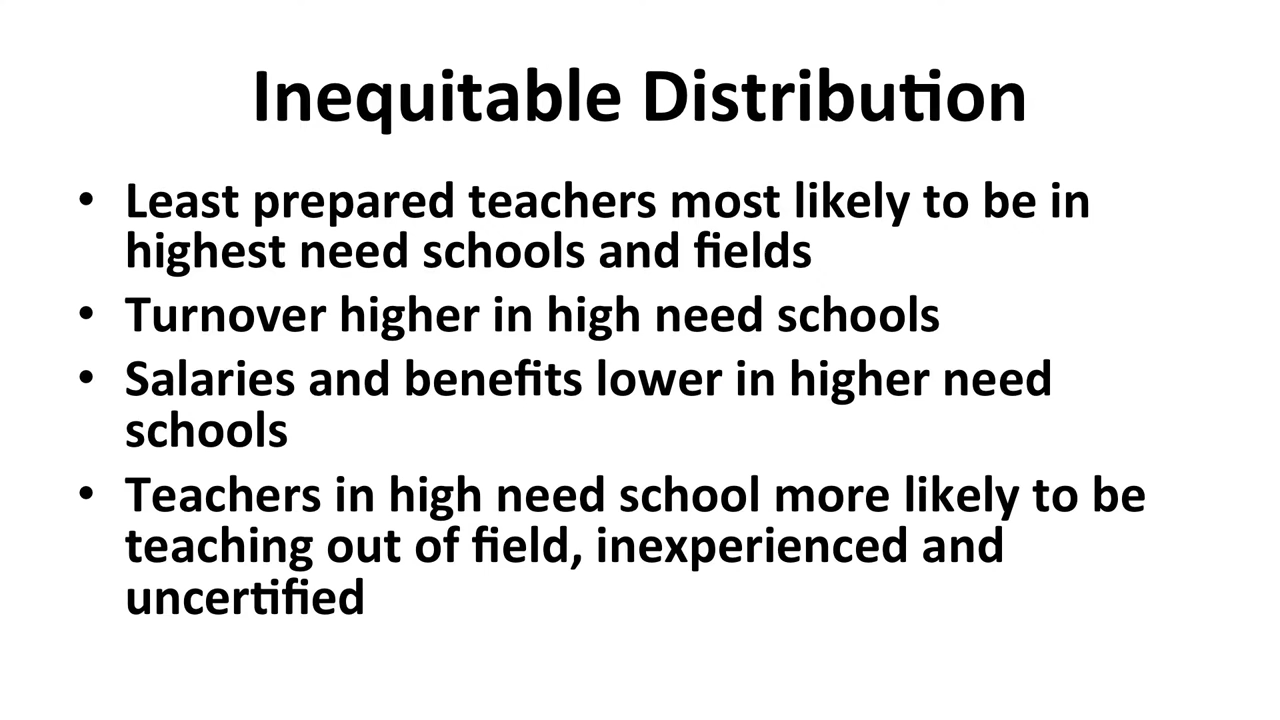 Inequitable Distribution
• Least prepared teachers most likely to be in
highest need schools and fields
• Turnover higher in high need schools
• Salaries and benefits lower in higher need
schools
• Teachers in high need school more likely to be
teaching out of field, inexperienced and
uncertified